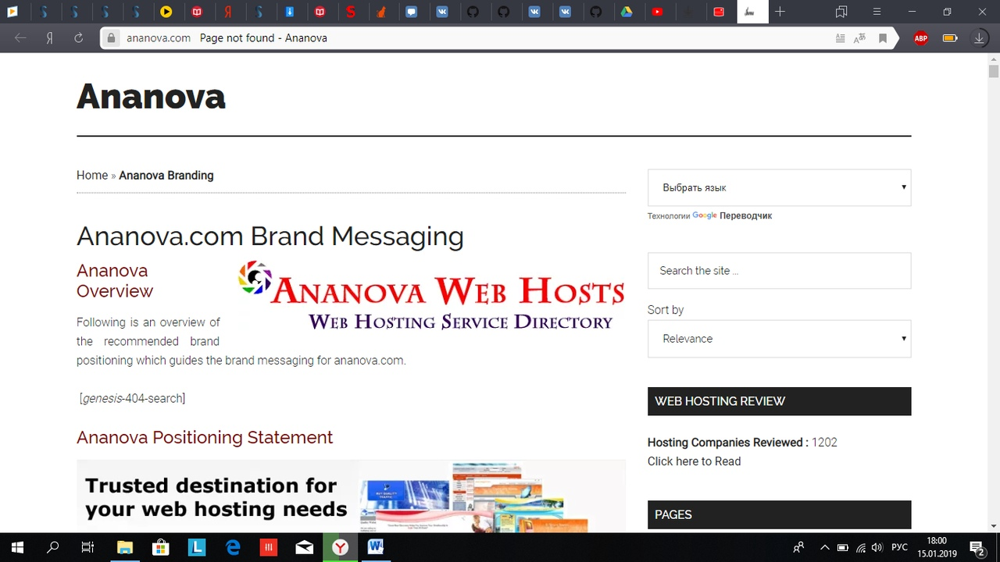 ananova.com Page not found - Ananova
ABP
Ananova
Home » Ananova Branding
Ananova.com Brand Messaging
Ananova
Overview
ANANOVA WEB HOSTS
WEB HOSTING SERVICE DIRECTORY
Following is an overview of
the recommended brand
positioning which guides the brand messaging for ananova.com.
[genesis-404-search]
Ananova Positioning Statement
Trusted destination for
your web hosting needs
Выбрать язык
Технологии Google Переводчик
Search the site ...
Sort by
Relevance
WEB HOSTING REVIEW
Hosting Companies Reviewed : 1202
Click here to Read
PAGES
РУС
18:00
15.01.2019
2